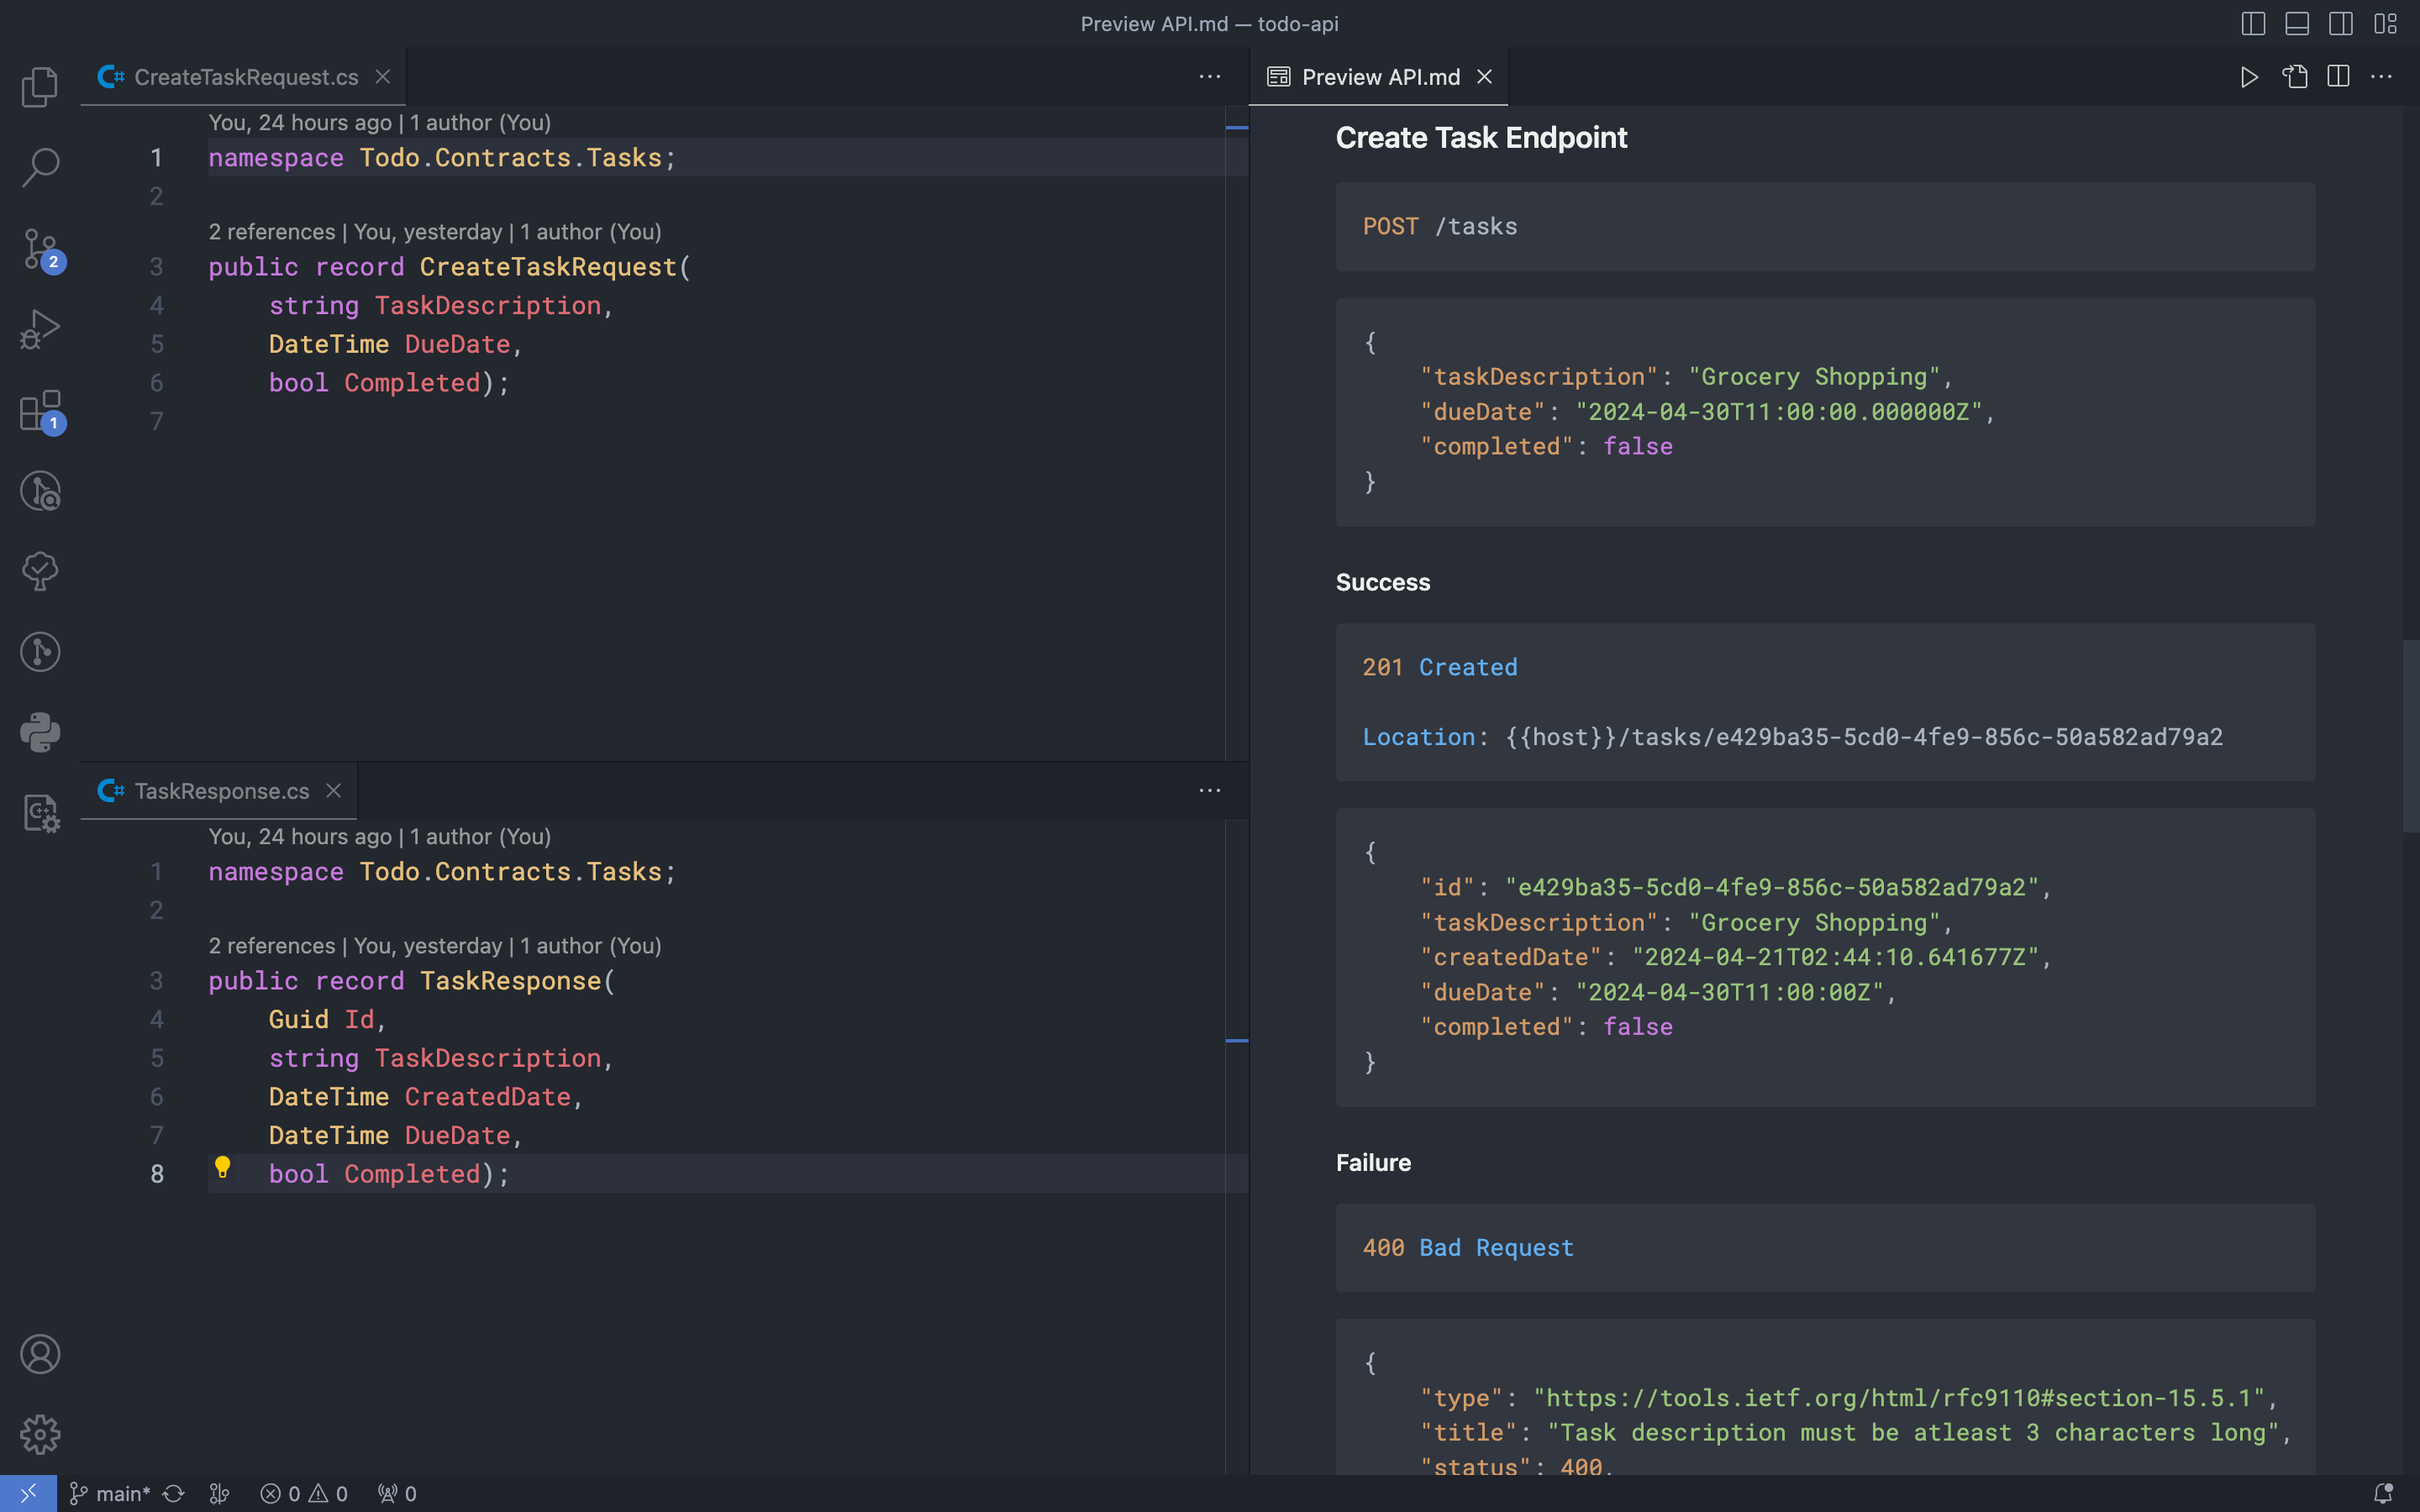 Preview API.md — todo-api
CreateTaskRequest.cs
You, 24 hours ago | 1 author (You)
1 namespace Todo.Contracts.Tasks;
2
2 references | You, yesterday | 1 author (You)
3 public record CreateTaskRequest(
4 string TaskDescription,
5 DateTime DueDate,
6 bool Completed);
7
TaskResponse.cs
You, 24 hours ago | 1 author (You)
1 namespace Todo.Contracts.Tasks;
2
2 references | You, yesterday | 1 author (You)
3 public record TaskResponse(
4 Guid Id,
5 string TaskDescription,
6 DateTime CreatedDate,
7 DateTime DueDate,
8 bool Completed);
Preview API.md
Create Task Endpoint
POST /tasks
{
"taskDescription": "Grocery Shopping",
"dueDate": "2024-04-30T11:00:00.000000Z",
"completed": false
}
Success
201 Created
Location: {{host}}/tasks/e429ba35-5cd0-4fe9-856c-50a582ad79a2
{
"id": "e429ba35-5cd0-4fe9-856c-50a582ad79a2",
"taskDescription": "Grocery Shopping",
"createdDate": "2024-04-21T02:44:10.641677Z",
"dueDate": "2024-04-30T11:00:00Z",
"completed": false
}
Failure
400 Bad Request
{
"type": "https://tools.ietf.org/html/rfc9110#section-15.5.1",
"title": "Task description must be atleast 3 characters long",
"status": 400,
2
1
main* 0 0 0